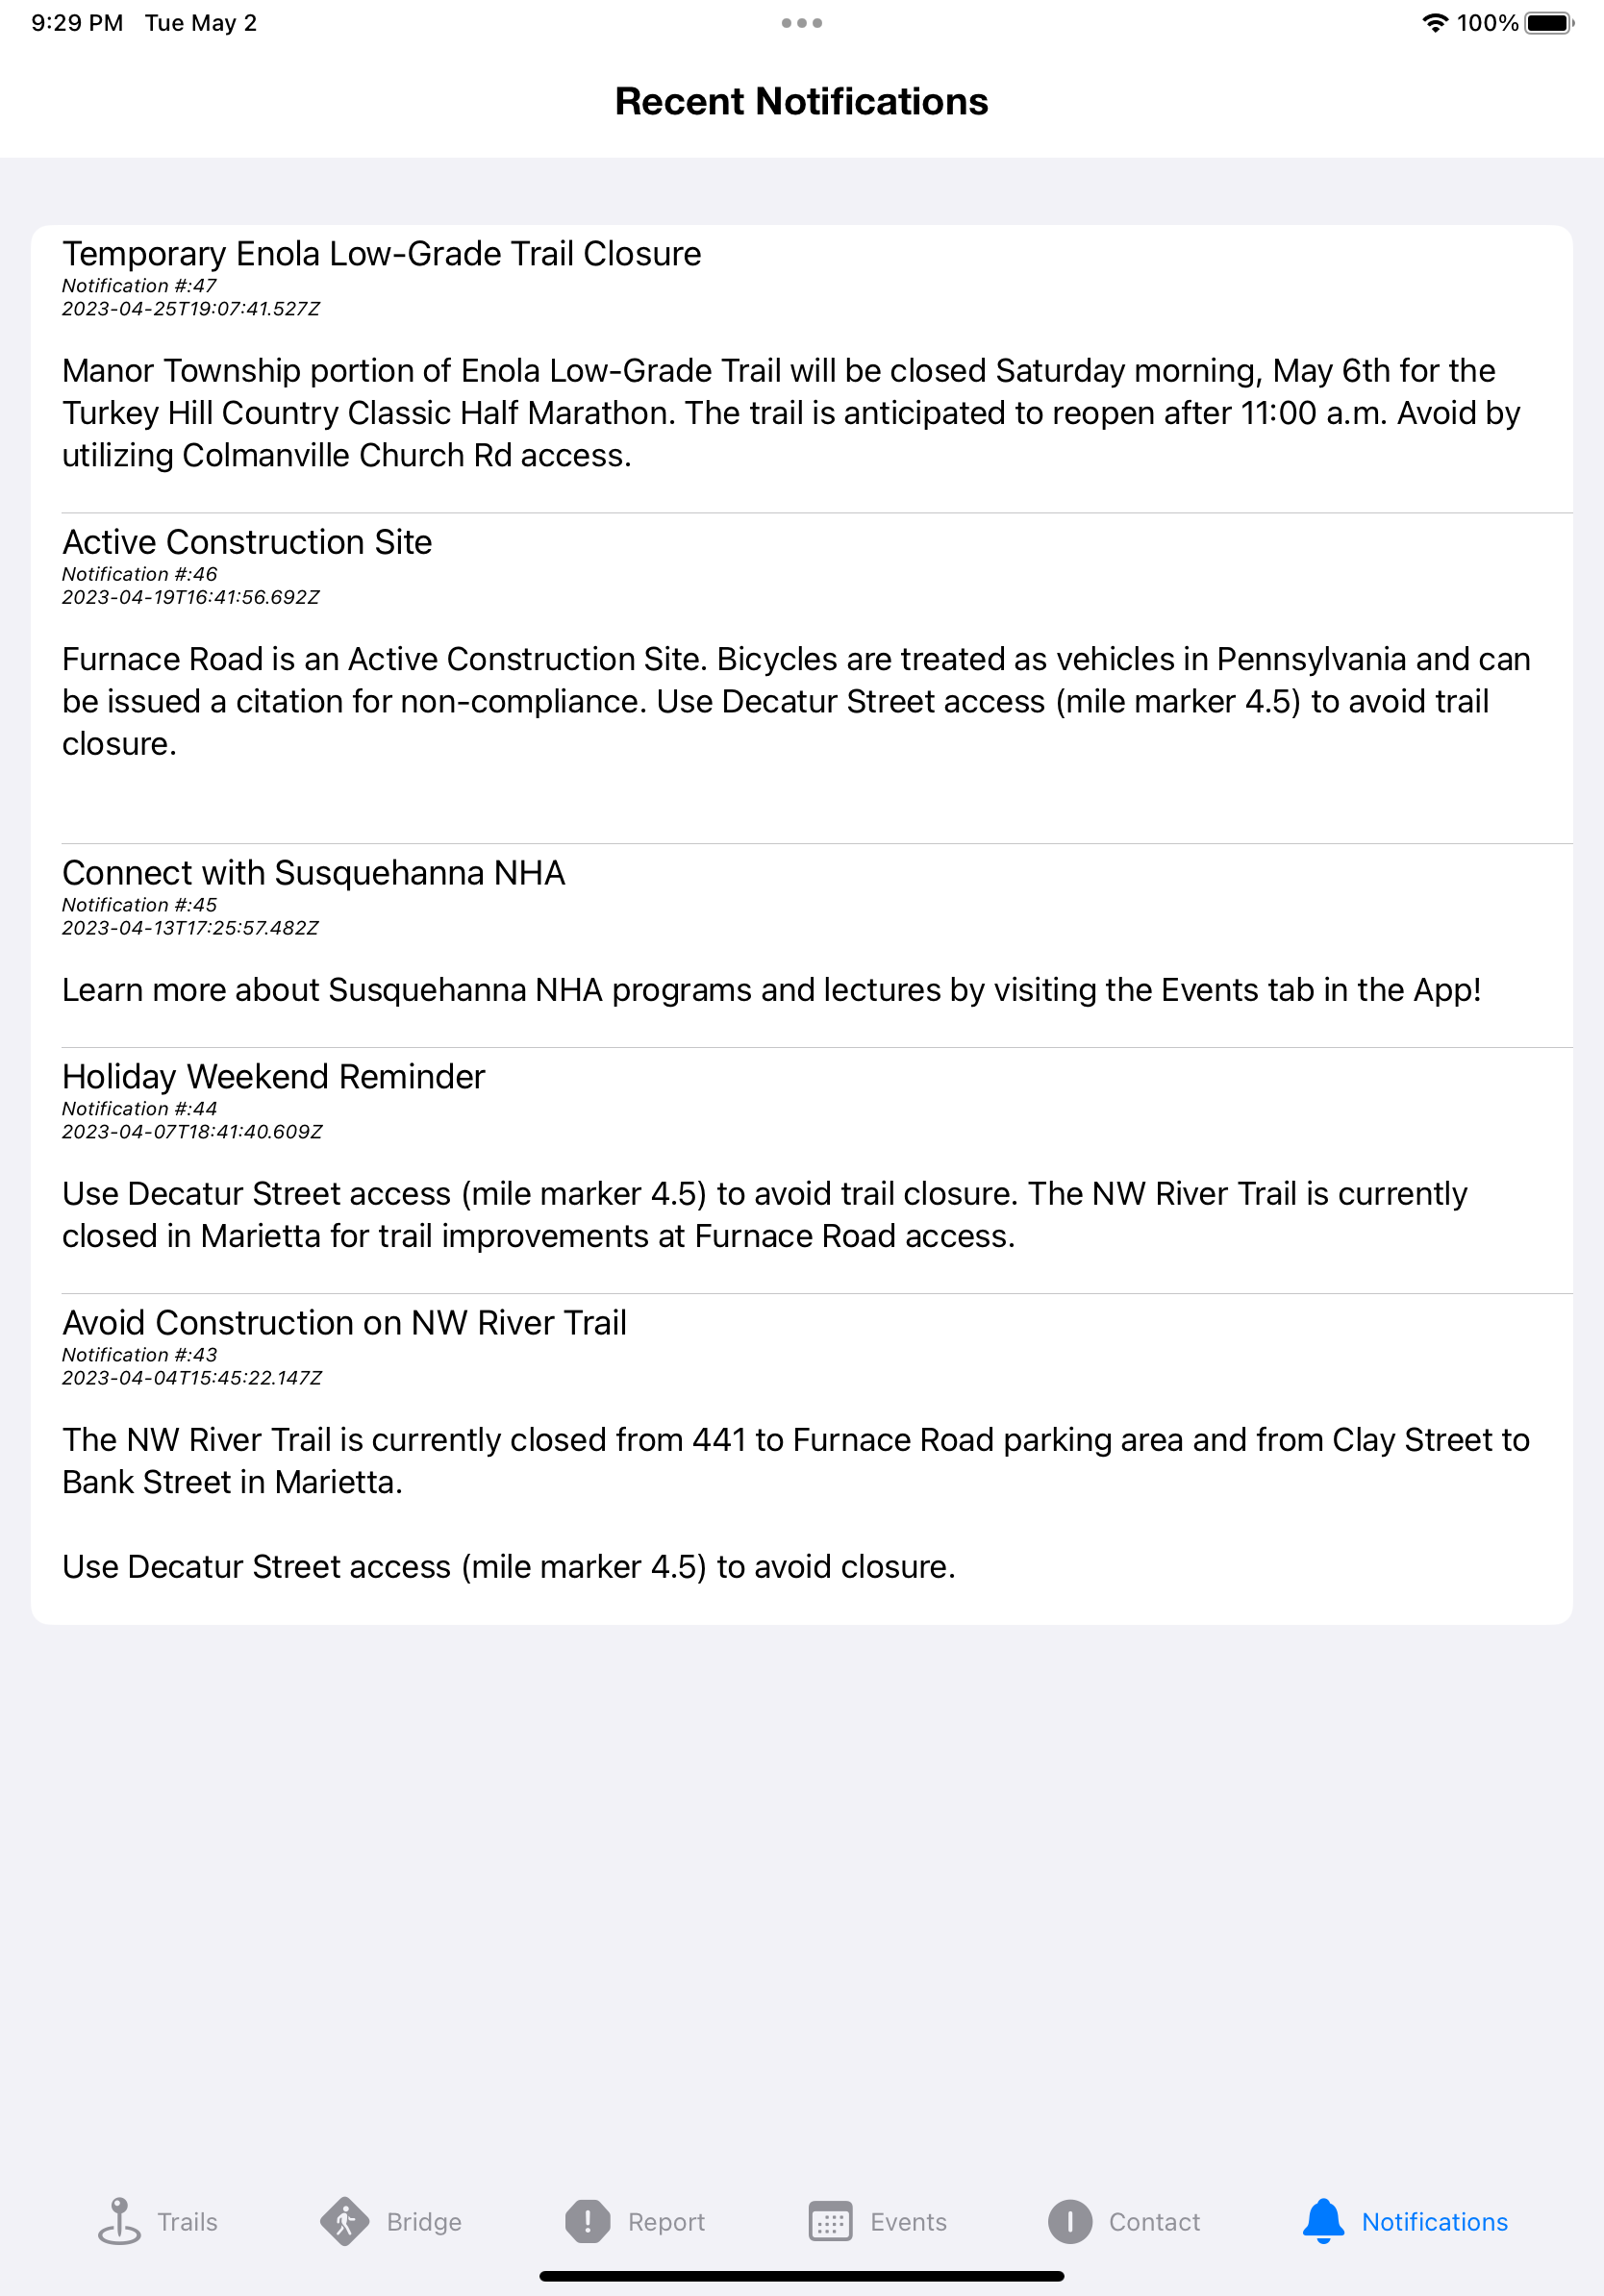 9:29 PM Tue May 2
100%
Recent Notifications
Temporary Enola Low-Grade Trail Closure
Notification #:47
2023-04-25T19:07:41.527Z
Manor Township portion of Enola Low-Grade Trail will be closed Saturday morning, May 6th for the
Turkey Hill Country Classic Half Marathon. The trail is anticipated to reopen after 11:00 a.m. Avoid by
utilizing Colmanville Church Rd access.
Active Construction Site
Notification #:46
2023-04-19T16:41:56.692Z
Furnace Road is an Active Construction Site. Bicycles are treated as vehicles in Pennsylvania and can
be issued a citation for non-compliance. Use Decatur Street access (mile marker 4.5) to avoid trail
closure.
Connect with Susquehanna NHA
Notification #:45
2023-04-13T17:25:57.482Z
Learn more about Susquehanna NHA programs and lectures by visiting the Events tab in the App!
Holiday Weekend Reminder
Notification #:44
2023-04-07T18:41:40.609Z
Use Decatur Street access (mile marker 4.5) to avoid trail closure. The NW River Trail is currently
closed in Marietta for trail improvements at Furnace Road access.
Avoid Construction on NW River Trail
Notification #:43
2023-04-04T15:45:22.147Z
The NW River Trail is currently closed from 441 to Furnace Road parking area and from Clay Street to
Bank Street in Marietta.
Use Decatur Street access (mile marker 4.5) to avoid closure.
Trails Bridge Report Events Contact Notifications